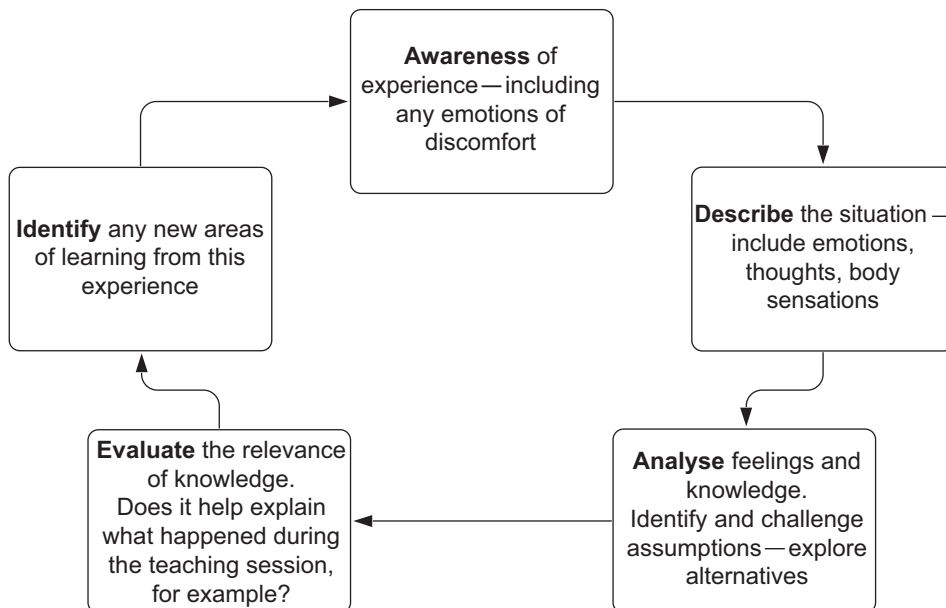 Awareness of
experience—including
any emotions of
discomfort
Describe the situation—
include emotions,
thoughts, body
sensations
Analyse feelings and
knowledge.
Identify and challenge
assumptions—explore
alternatives
Evaluate the relevance
of knowledge.
Does it help explain
what happened during
the teaching session,
for example?
Identify any new areas
of learning from this
experience